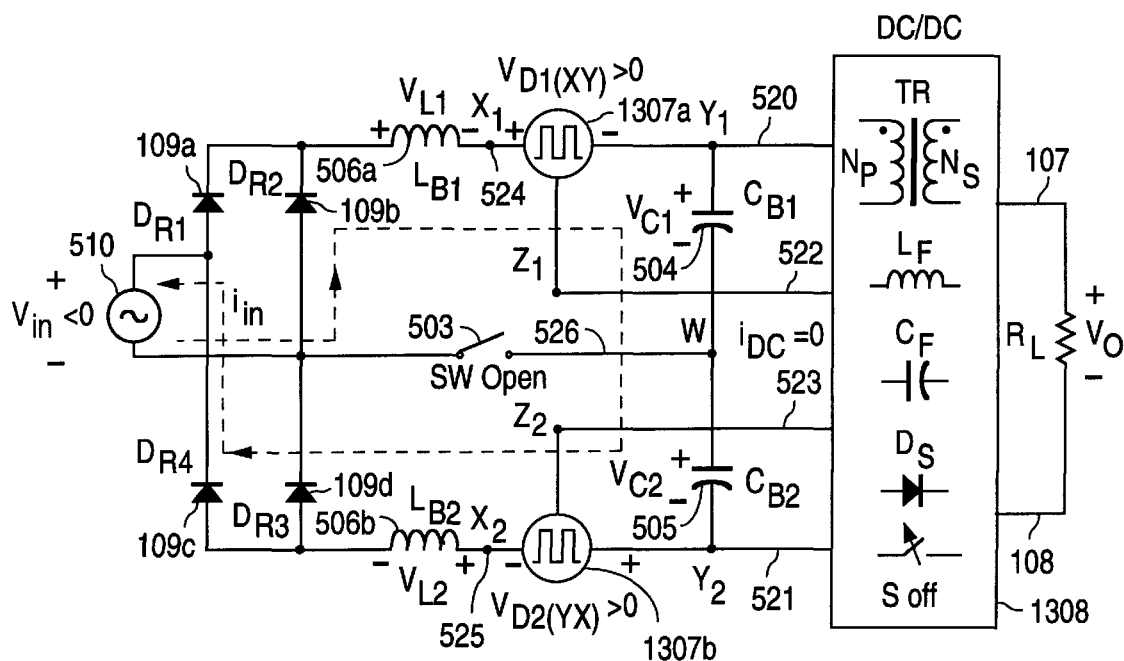 DC/DC
V_D1(XY) >0
V_L1 X_1 1307a Y_1 520
+ - + - TR
109a D_R2 506a L_B1 524 N_P N_S 107
109b V_C1 + C_B1
D_R1 - 504
510 Z_1 522 L_F
+ i_in
V_in <0 503 526 W i_DC =0 C_F R_L + V_O -
- SW Open 523
Z_2
D_R4 V_C2 + C_B2 D_S
109d L_B2 X_2 - 505
D_R3 506b
109c - V_L2 + - + Y_2 521 108
525 V_D2(YX) >0 S off
1307b 1308